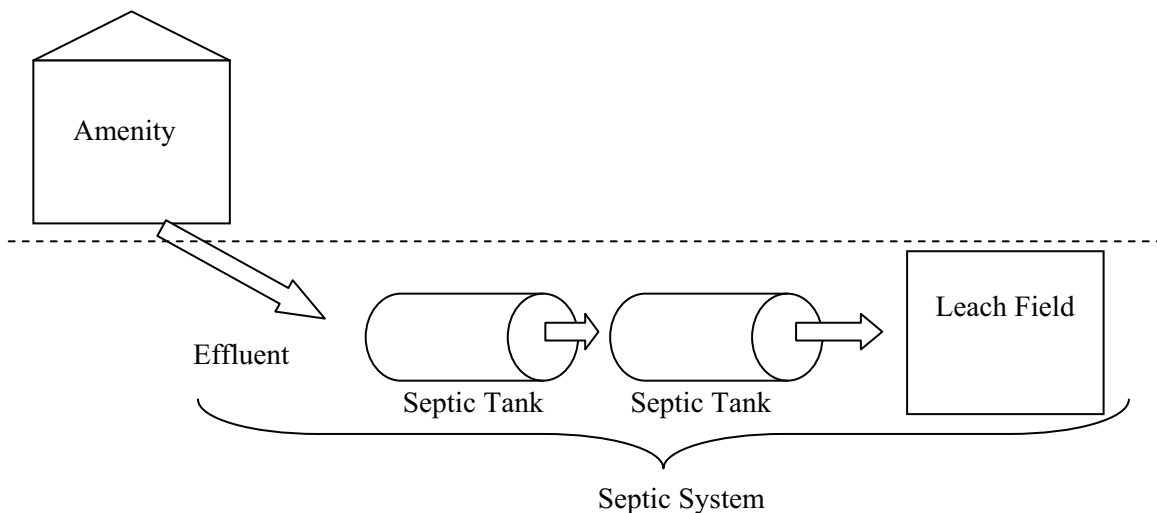 Amenity
Leach Field
Effluent
Septic Tank
Septic Tank
Septic System